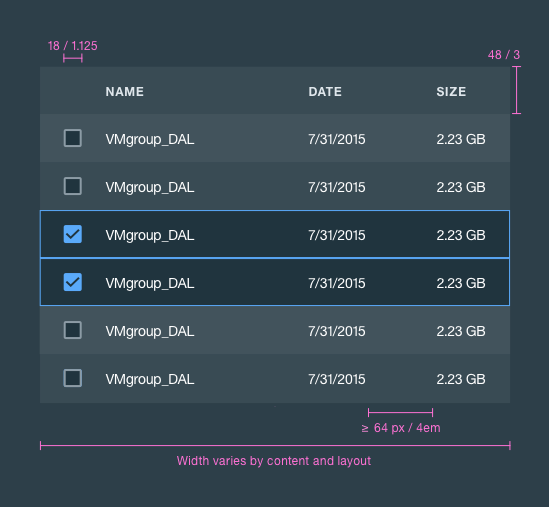 18 / 1.125
48 / 3
NAME DATE SIZE
VMgroup_DAL 7/31/2015 2.23 GB
VMgroup_DAL 7/31/2015 2.23 GB
VMgroup_DAL 7/31/2015 2.23 GB
VMgroup_DAL 7/31/2015 2.23 GB
VMgroup_DAL 7/31/2015 2.23 GB
VMgroup_DAL 7/31/2015 2.23 GB
≥ 64 px / 4em
Width varies by content and layout